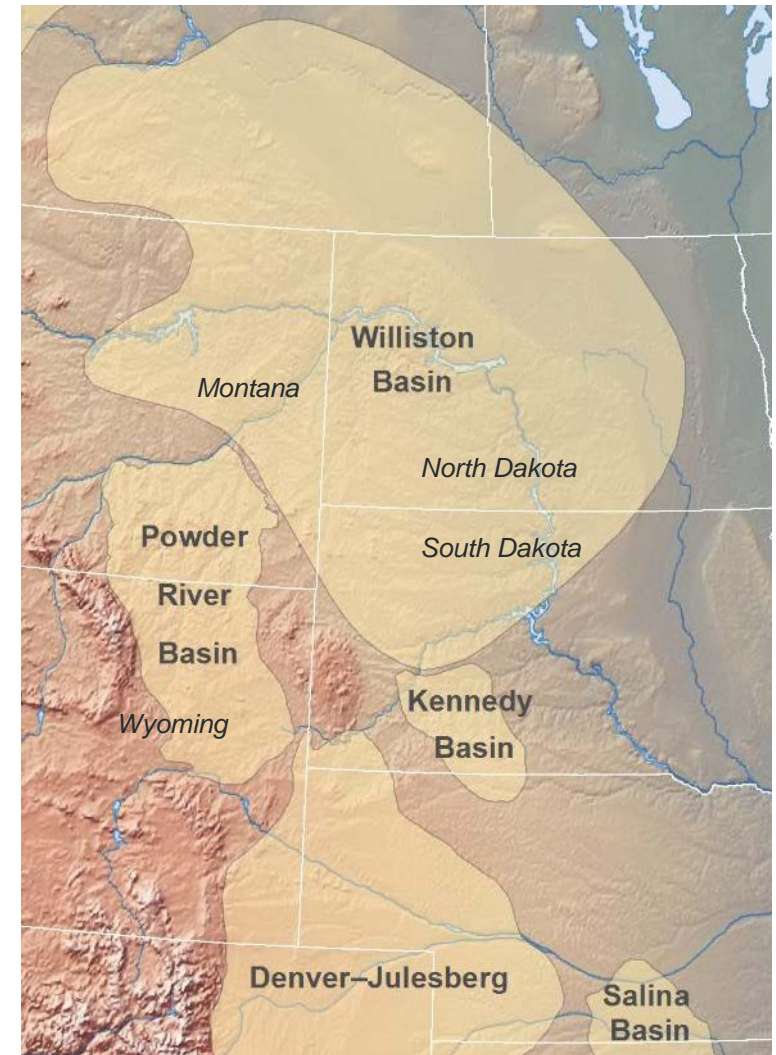 Williston
Basin
Montana
North Dakota
South Dakota
Powder
River
Basin
Wyoming
Kennedy
Basin
Denver–Julesberg
Salina
Basin